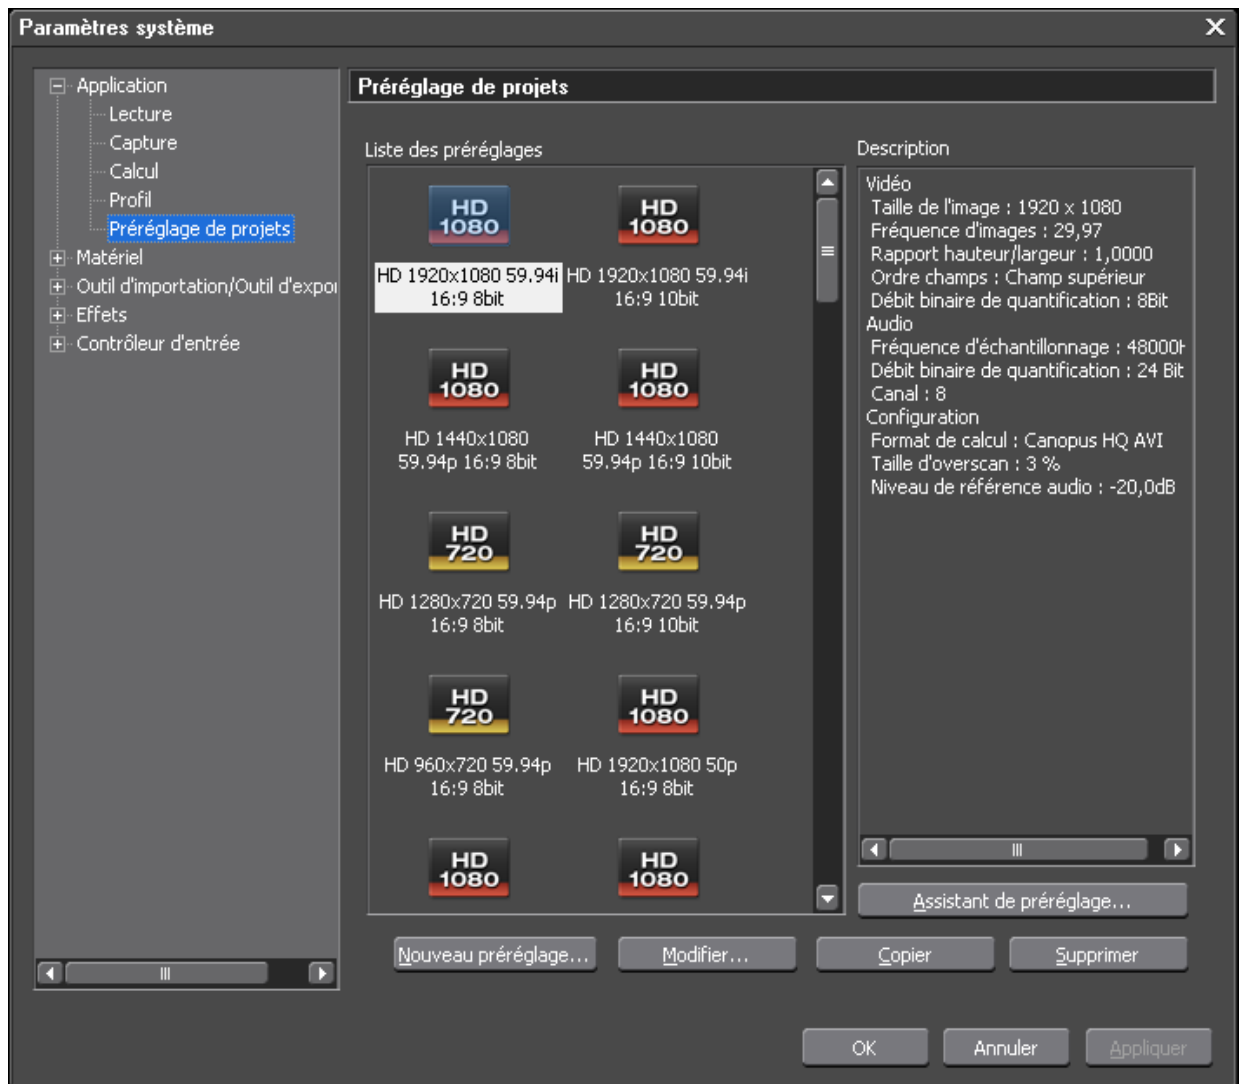 Paramètres système
Application
Lecture
Capture
Calcul
Profil
Préréglage de projets
Matériel
Outil d'importation/Outil d'expor
Effets
Contrôleur d'entrée
Préréglage de projets
Liste des préréglages
HD
1080
HD 1920x1080 59.94i
16:9 8bit
HD
1080
HD 1920x1080 59.94i
16:9 10bit
HD
1080
HD 1440x1080
59.94p 16:9 8bit
HD
1080
HD 1440x1080
59.94p 16:9 10bit
HD
720
HD 1280x720 59.94p
16:9 8bit
HD
720
HD 1280x720 59.94p
16:9 10bit
HD
720
HD 960x720 59.94p
16:9 8bit
HD
1080
HD 1920x1080 50p
16:9 8bit
HD
1080
HD
1080
Description
Vidéo
Taille de l'image : 1920 x 1080
Fréquence d'images : 29,97
Rapport hauteur/largeur : 1,0000
Ordre champs : Champ supérieur
Débit binaire de quantification : 8Bit
Audio
Fréquence d'échantillonnage : 48000H
Débit binaire de quantification : 24 Bit
Canal : 8
Configuration
Format de calcul : Canopus HQ AVI
Taille d'overscan : 3 %
Niveau de référence audio : -20,0dB
Assistant de préréglage...
Nouveau préréglage...
Modifier...
Copier
Supprimer
OK
Annuler
Appliquer